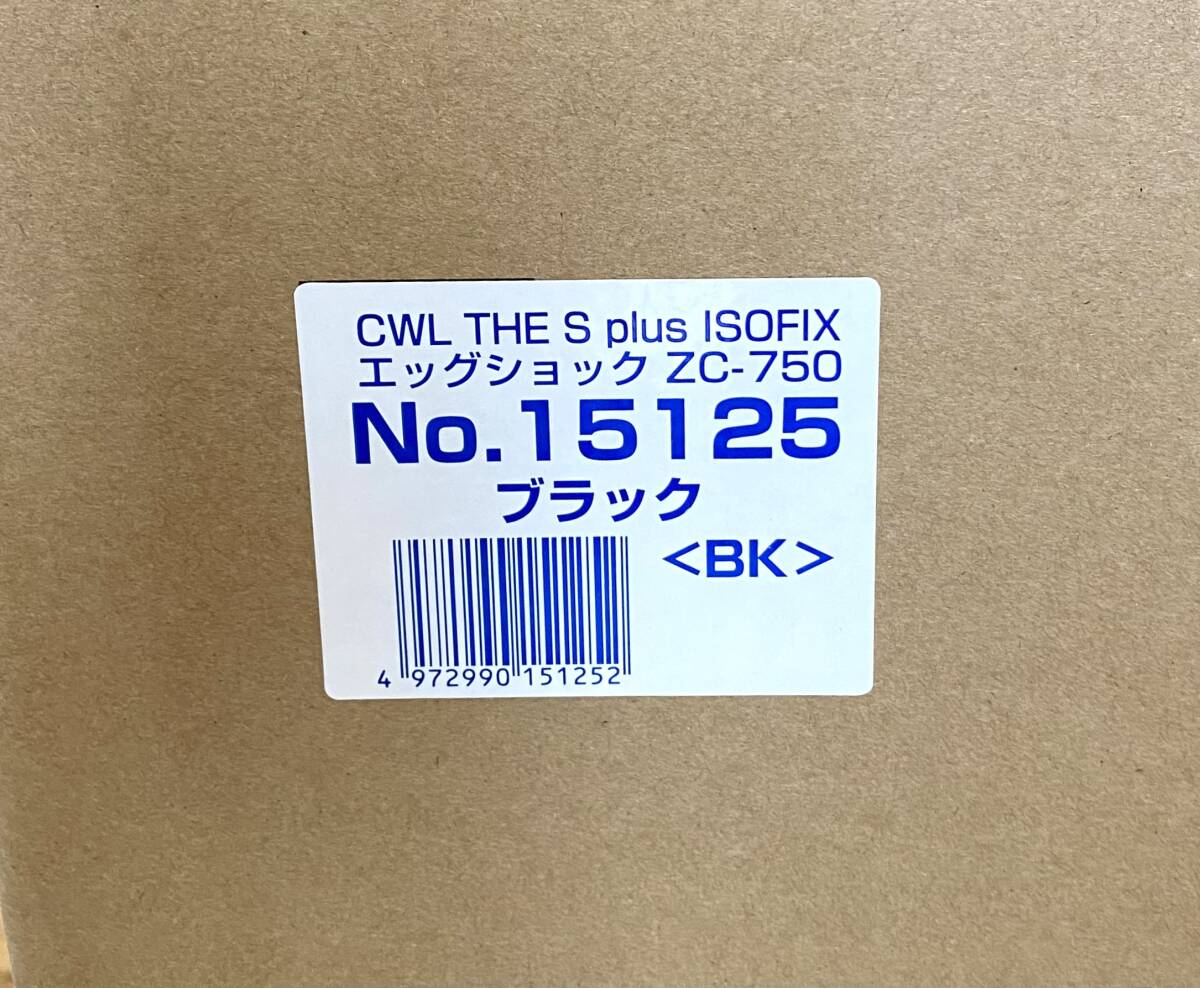 CWL THE S plus ISOFIX
エッグショック ZC-750
No.15125
ブラック
<BK>
4 972990 151252